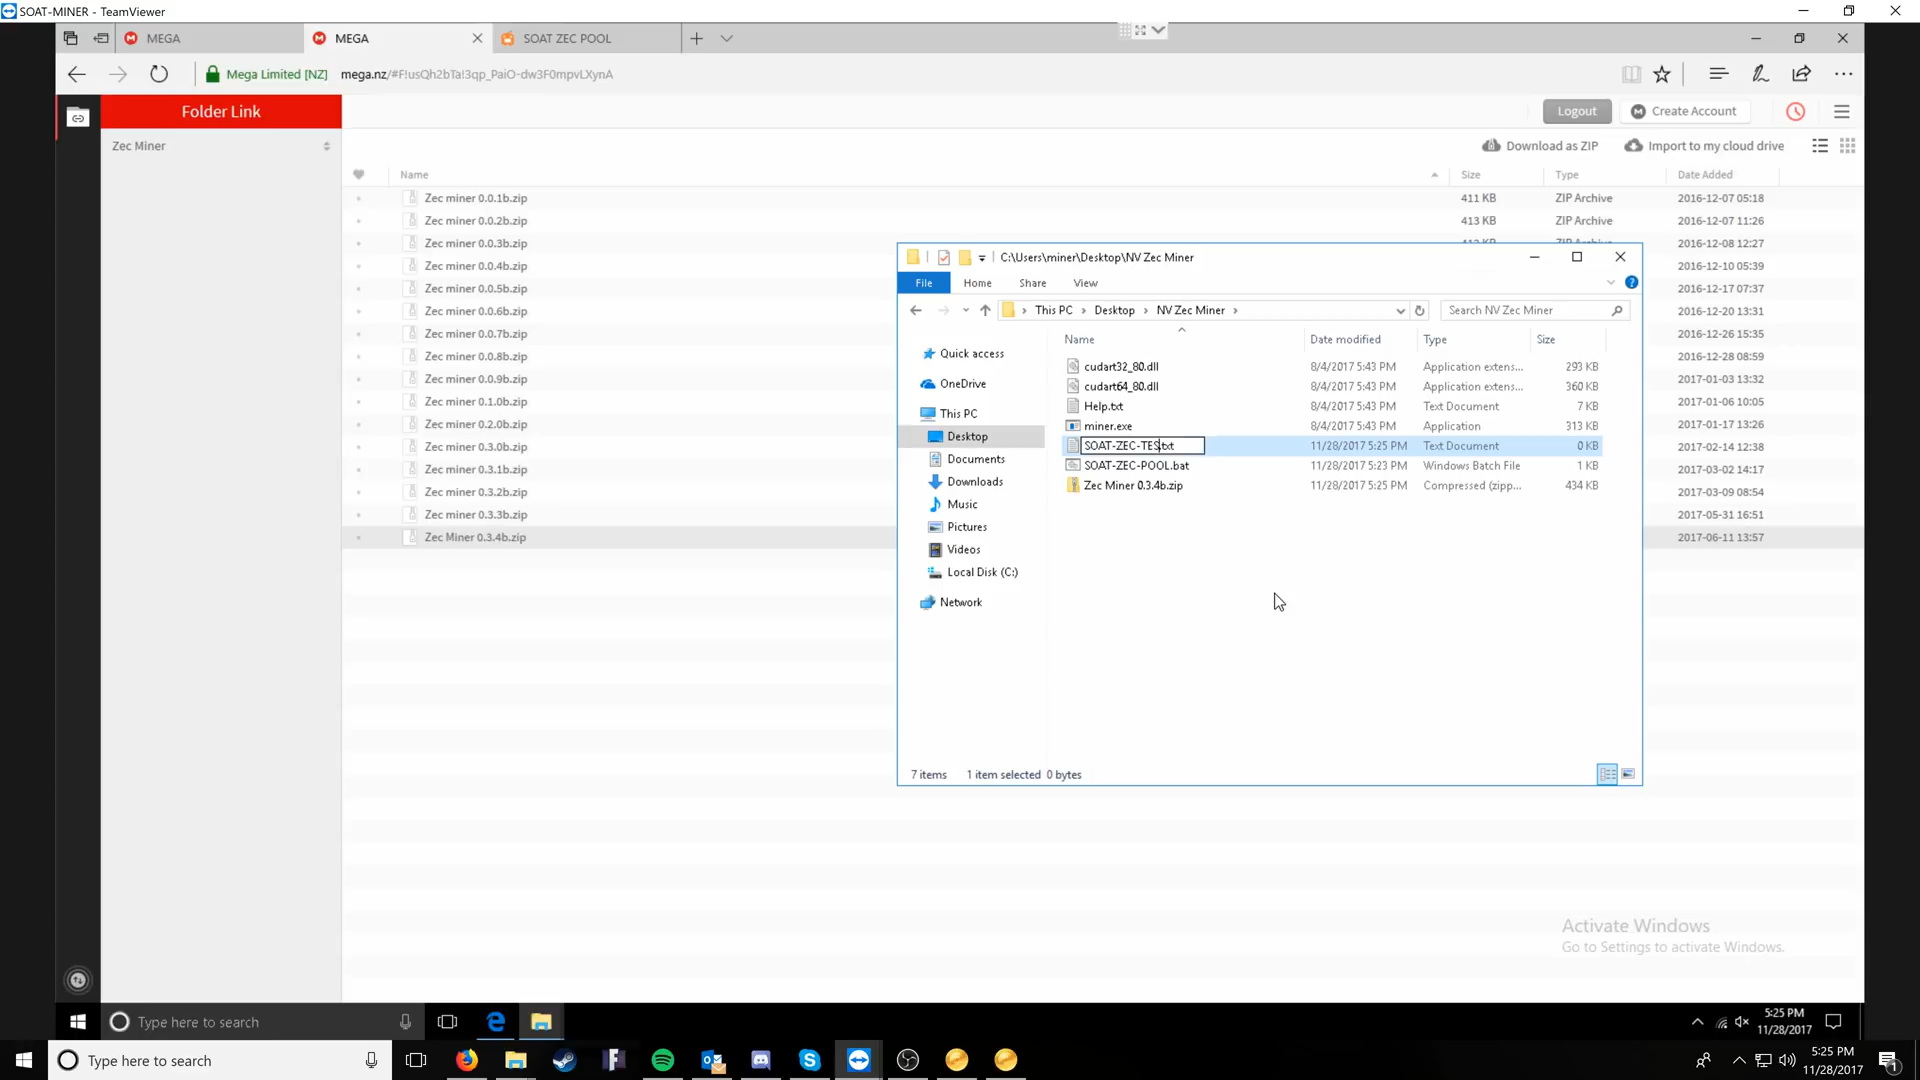 SOAT-MINER - TeamViewer
MEGA
MEGA
SOAT ZEC POOL
Mega Limited [NZ]
mega.nz/#F!usQh2bTa!3qp_PaiO-dw3F0mpvLXynA
Folder Link
Logout
Create Account
Zec Miner
Download as ZIP
Import to my cloud drive
Name Size Type Date Added
Zec miner 0.0.1b.zip 411 KB ZIP Archive 2016-12-07 05:18
Zec miner 0.0.2b.zip 413 KB ZIP Archive 2016-12-07 11:26
Zec miner 0.0.3b.zip 2016-12-08 12:27
Zec miner 0.0.4b.zip 2016-12-10 05:39
Zec miner 0.0.5b.zip 2016-12-17 07:37
Zec miner 0.0.6b.zip 2016-12-20 13:31
Zec miner 0.0.7b.zip 2016-12-26 15:35
Zec miner 0.0.8b.zip 2016-12-28 08:59
Zec miner 0.0.9b.zip 2017-01-03 13:32
Zec miner 0.1.0b.zip 2017-01-06 10:05
Zec miner 0.2.0b.zip 2017-01-17 13:26
Zec miner 0.3.0b.zip 2017-02-14 12:38
Zec miner 0.3.1b.zip 2017-03-02 14:17
Zec miner 0.3.2b.zip 2017-03-09 08:54
Zec miner 0.3.3b.zip 2017-05-31 16:51
Zec Miner 0.3.4b.zip 2017-06-11 13:57
C:\Users\miner\Desktop\NV Zec Miner
File Home Share View
This PC Desktop NV Zec Miner
Search NV Zec Miner
Quick access
OneDrive
This PC
Desktop
Documents
Downloads
Music
Pictures
Videos
Local Disk (C:)
Network
Name Date modified Type Size
cudart32_80.dll 8/4/2017 5:43 PM Application extens... 293 KB
cudart64_80.dll 8/4/2017 5:43 PM Application extens... 360 KB
Help.txt 8/4/2017 5:43 PM Text Document 7 KB
miner.exe 8/4/2017 5:43 PM Application 313 KB
SOAT-ZEC-TES.txt 11/28/2017 5:25 PM Text Document 0 KB
SOAT-ZEC-POOL.bat 11/28/2017 5:23 PM Windows Batch File 1 KB
Zec Miner 0.3.4b.zip 11/28/2017 5:25 PM Compressed (zipp... 434 KB
7 items 1 item selected 0 bytes
Activate Windows
Go to Settings to activate Windows.
Type here to search
5:25 PM
11/28/2017
Type here to search
5:25 PM
11/28/2017
1